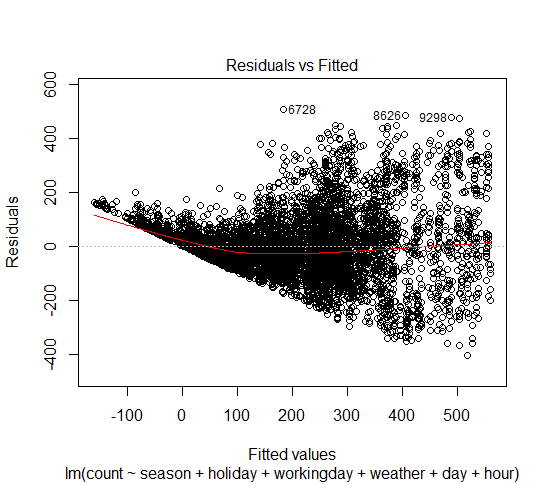 Residuals vs Fitted
600
400
200
0
-200
-400
Residuals
6728
8626
9298
-100 0 100 200 300 400 500
Fitted values
lm(count ~ season + holiday + workingday + weather + day + hour)